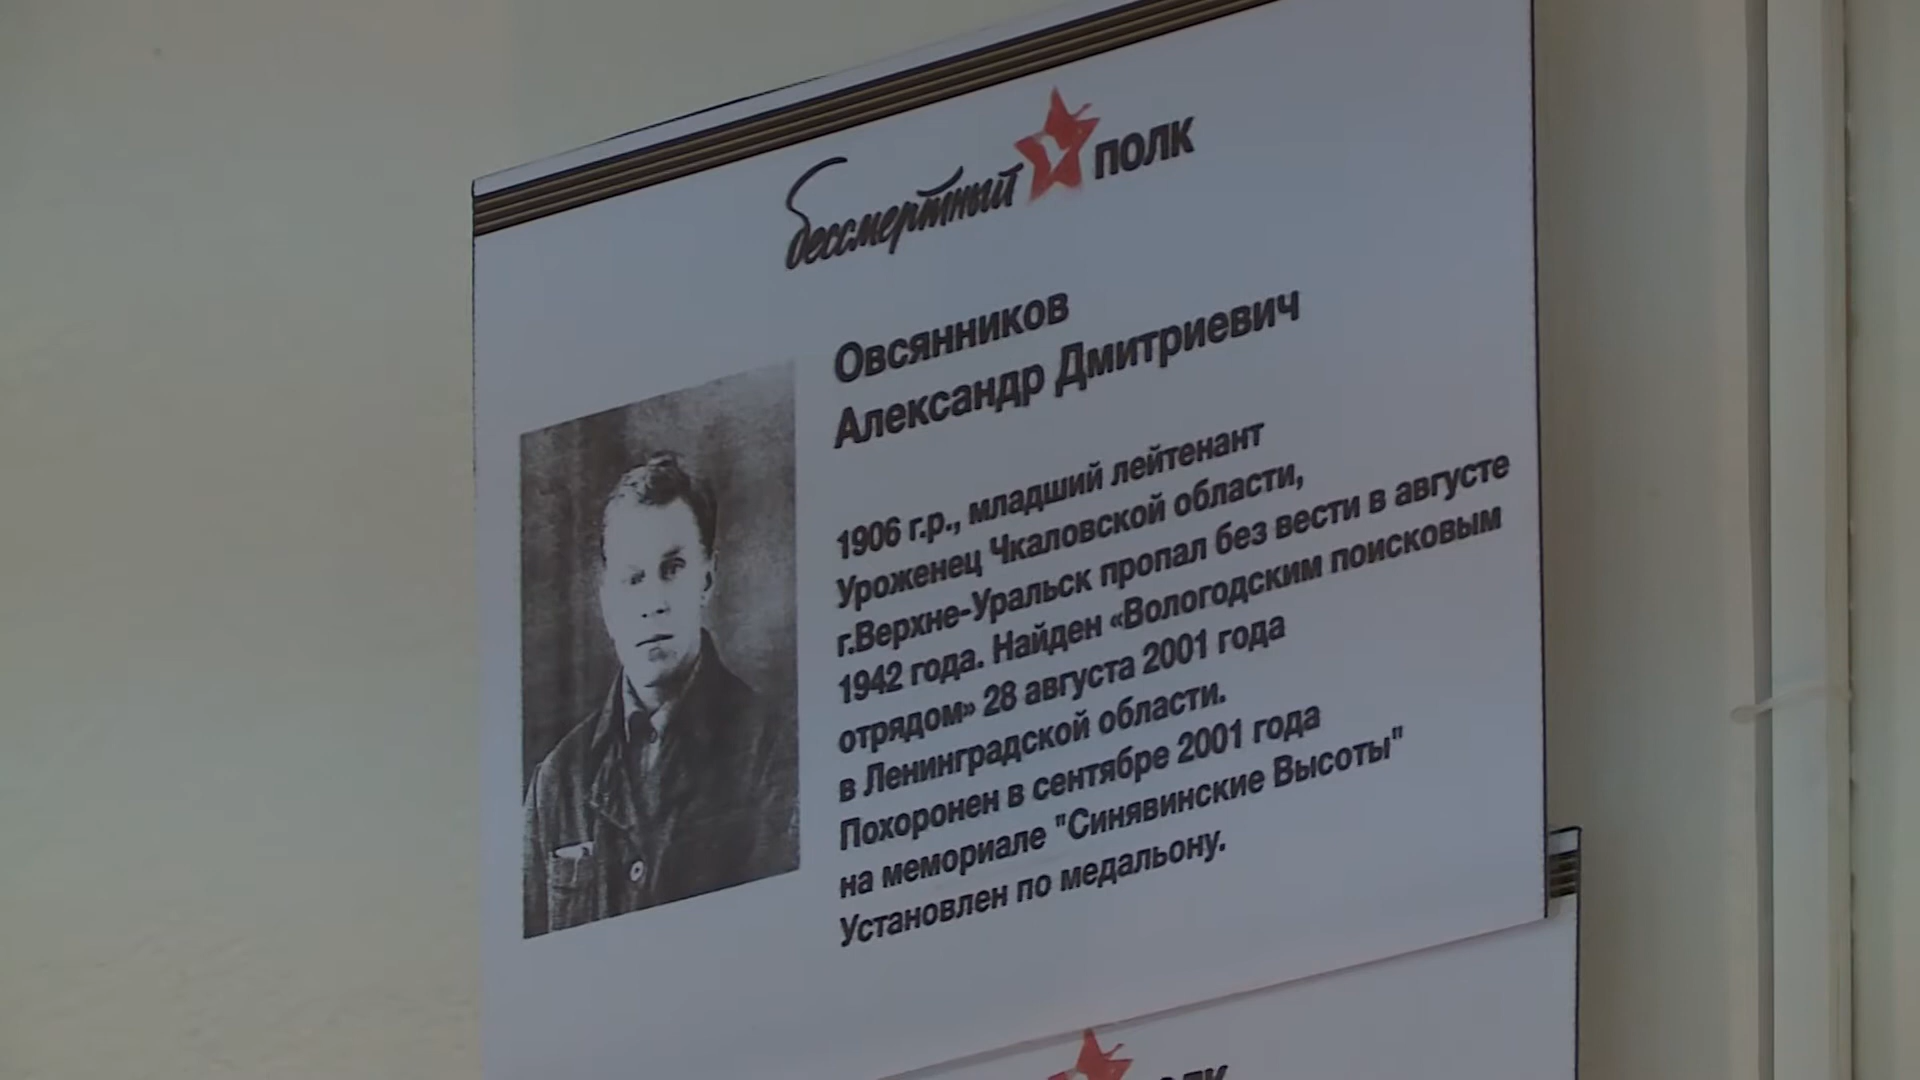 бессмертный полк
Овсянников
Александр Дмитриевич
1906 г.р., младший лейтенант
Уроженец Чкаловской области,
г.Верхне-Уральск пропал без вести в августе
1942 года. Найден «Вологодским поисковым
отрядом» 28 августа 2001 года
в Ленинградской области.
Похоронен в сентябре 2001 года
на мемориале "Синявинские Высоты"
Установлен по медальону.